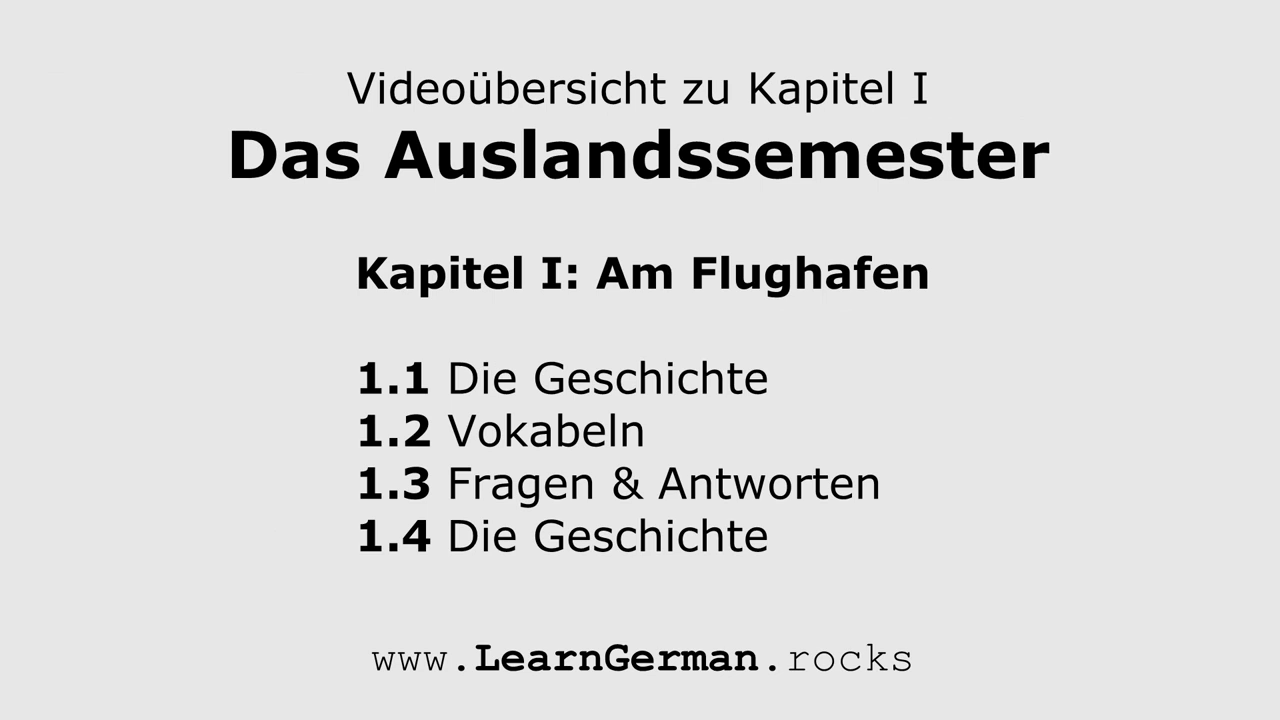 Videoübersicht zu Kapitel I
Das Auslandssemester
Kapitel I: Am Flughafen
1.1 Die Geschichte
1.2 Vokabeln
1.3 Fragen & Antworten
1.4 Die Geschichte
www.LearnGerman.rocks